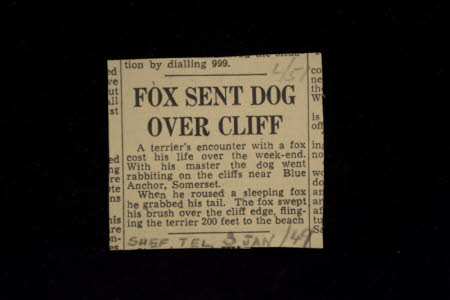 tion by dialling 999.
FOX SENT DOG
OVER CLIFF
A terrier's encounter with a fox
cost his life over the week-end.
With his master the dog went
rabbiting on the cliffs near Blue
Anchor, Somerset.
When he roused a sleeping fox
he grabbed his tail. The fox swept
his brush over the cliff edge, fling-
ing the terrier 200 feet to the beach
SHEF. TEL. 3 JAN /49